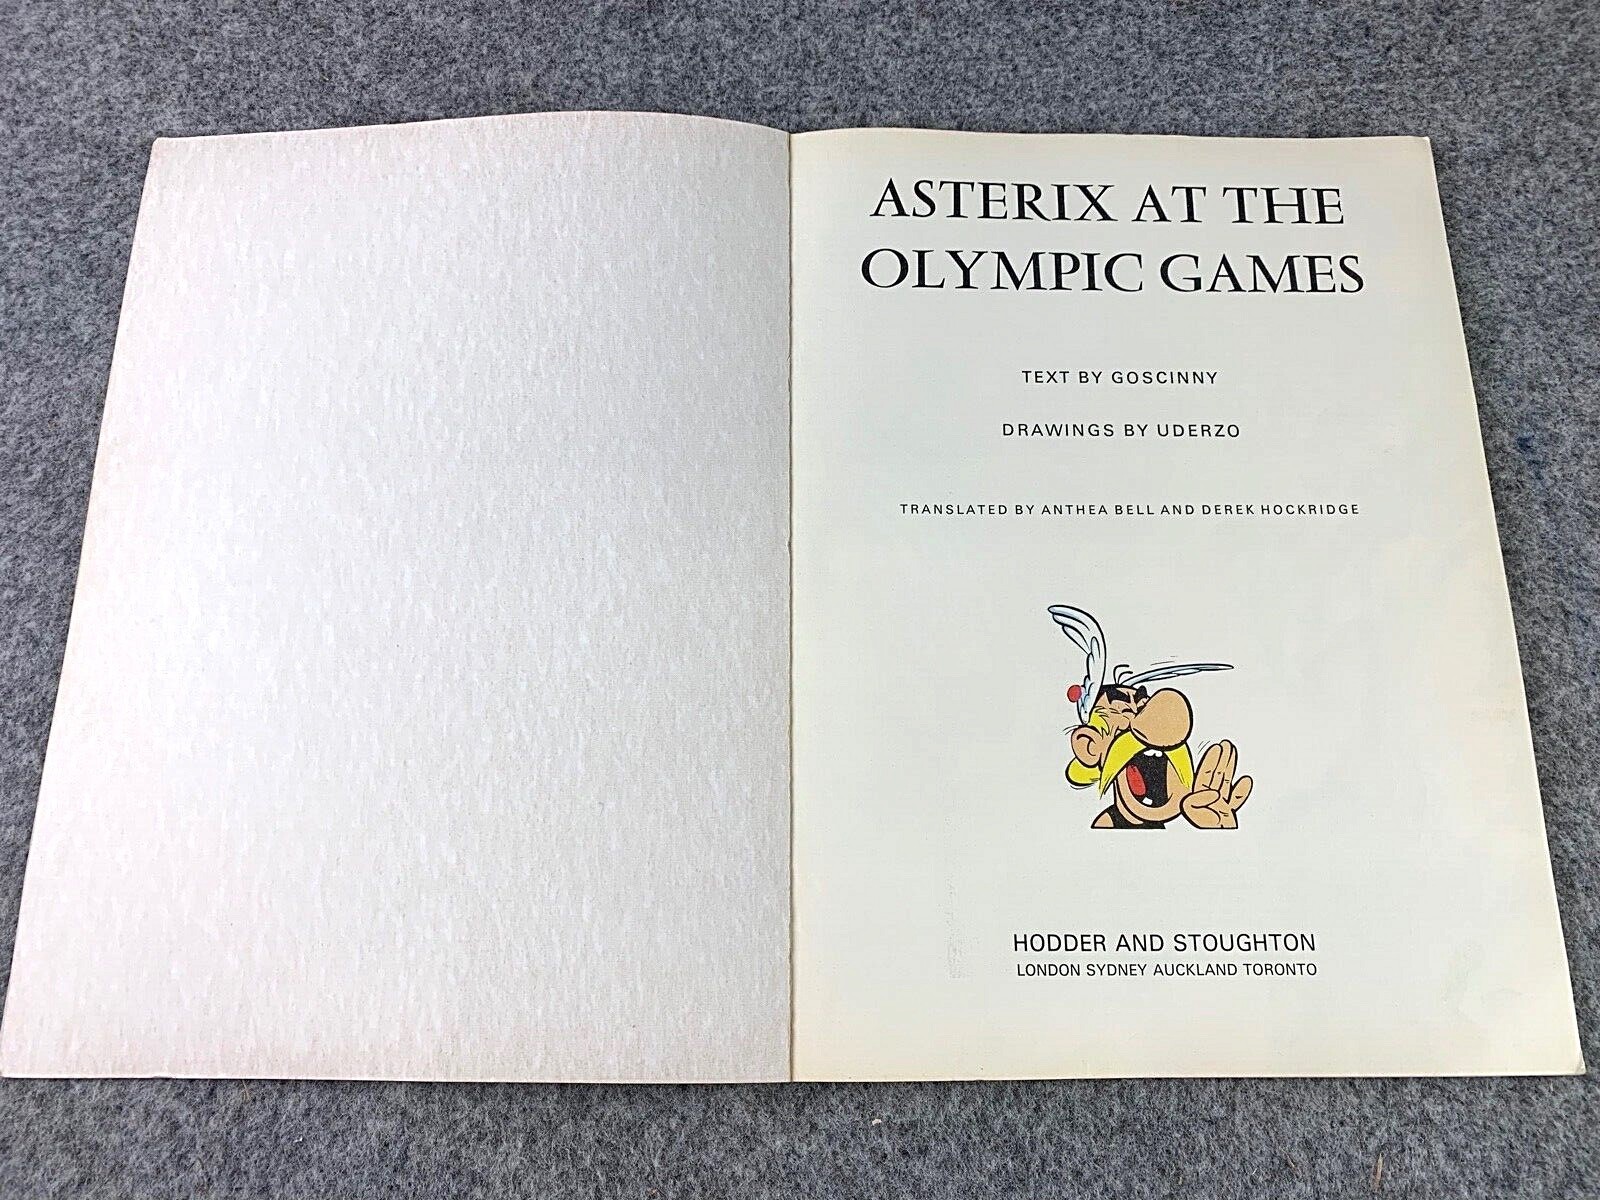 ASTERIX AT THE
OLYMPIC GAMES
TEXT BY GOSCINNY
DRAWINGS BY UDERZO
TRANSLATED BY ANTHEA BELL AND DEREK HOCKRIDGE
HODDER AND STOUGHTON
LONDON SYDNEY AUCKLAND TORONTO